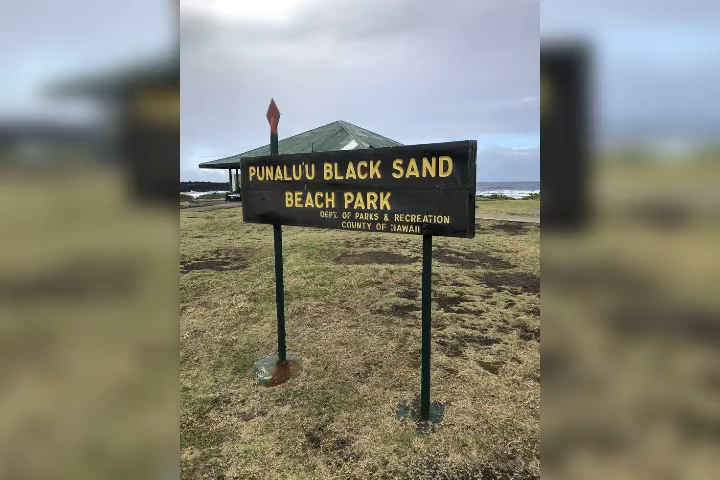 PUNALU'U BLACK SAND
BEACH PARK
DEPT. OF PARKS & RECREATION
COUNTY OF HAWAII